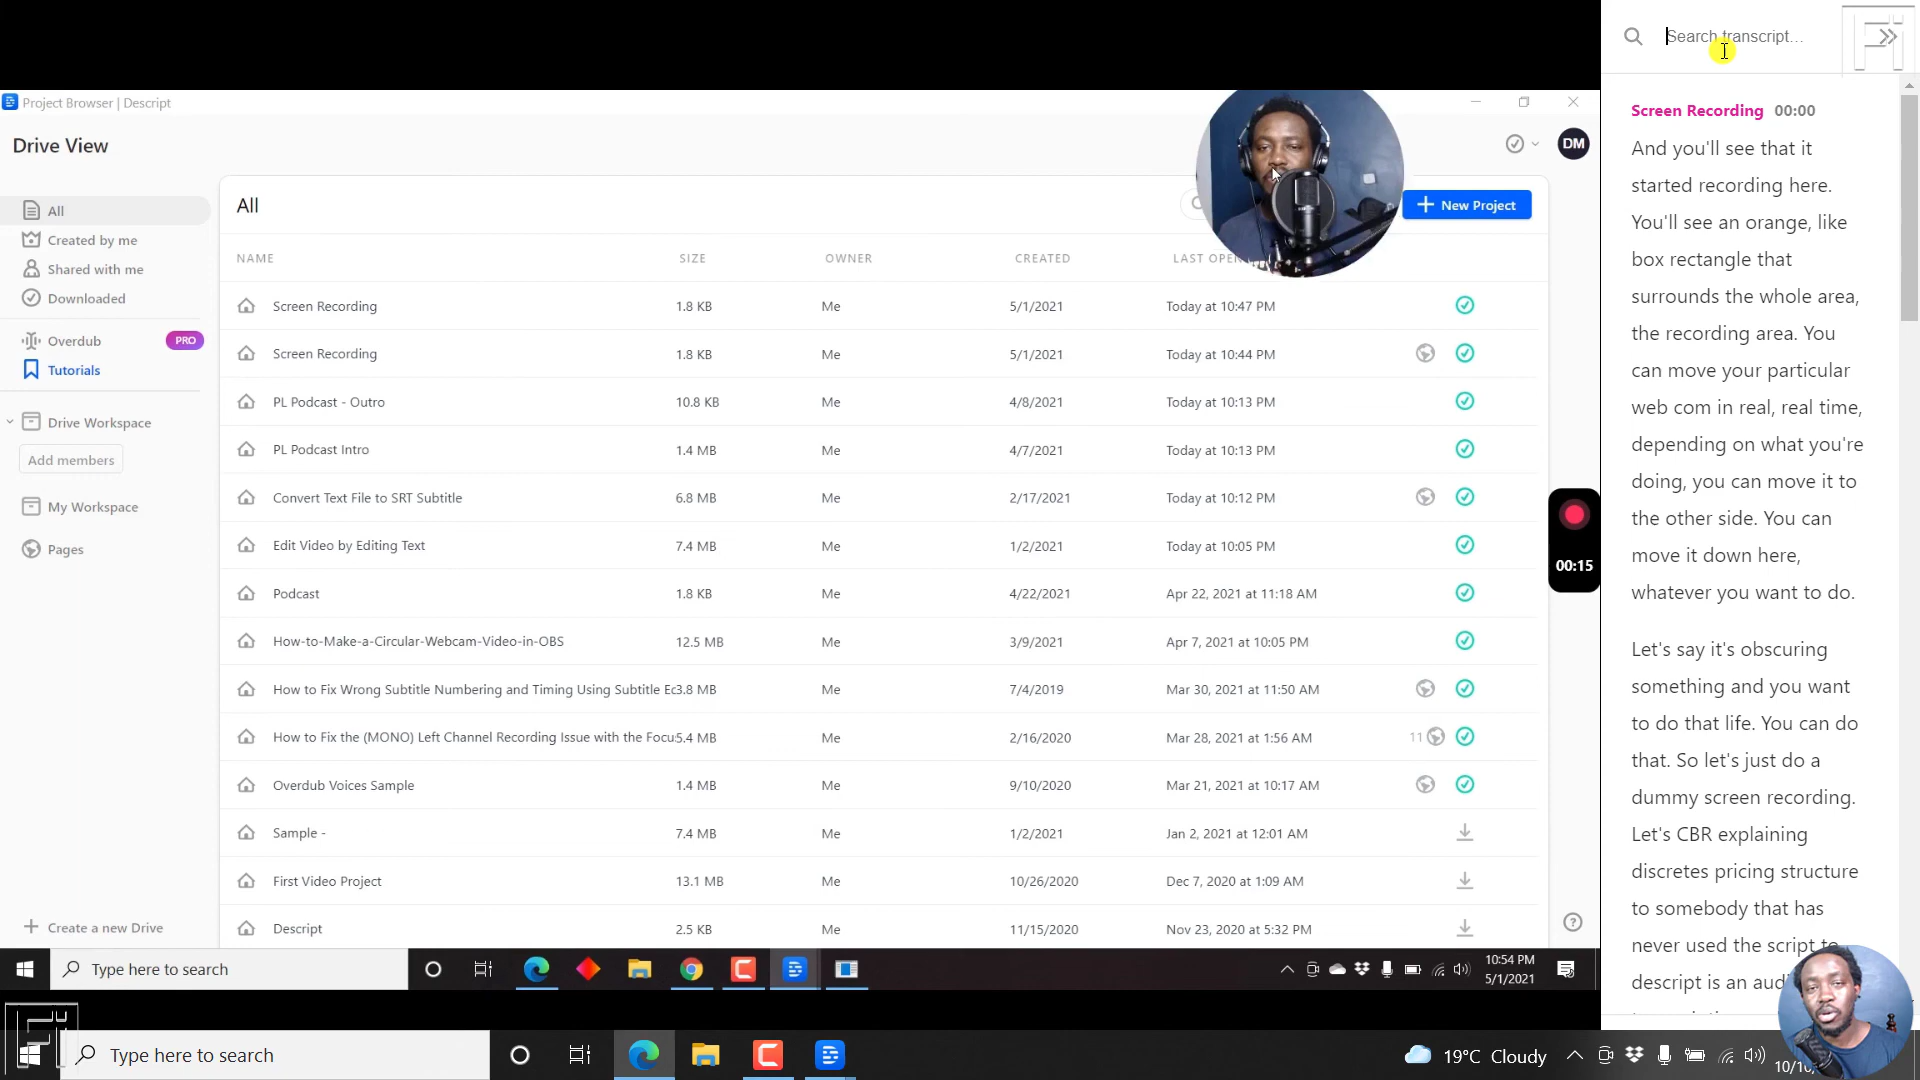 Project Browser | Descript
Drive View
DM
All
Created by me
Shared with me
Downloaded
Overdub
PRO
Tutorials
Drive Workspace
Add members
My Workspace
Pages
Create a new Drive
All
New Project
NAME SIZE OWNER CREATED LAST OPEN
Screen Recording 1.8 KB Me 5/1/2021 Today at 10:47 PM
Screen Recording 1.8 KB Me 5/1/2021 Today at 10:44 PM
PL Podcast - Outro 10.8 KB Me 4/8/2021 Today at 10:13 PM
PL Podcast Intro 1.4 MB Me 4/7/2021 Today at 10:13 PM
Convert Text File to SRT Subtitle 6.8 MB Me 2/17/2021 Today at 10:12 PM
Edit Video by Editing Text 7.4 MB Me 1/2/2021 Today at 10:05 PM
Podcast 1.8 KB Me 4/22/2021 Apr 22, 2021 at 11:18 AM
How-to-Make-a-Circular-Webcam-Video-in-OBS 12.5 MB Me 3/9/2021 Apr 7, 2021 at 10:05 PM
How to Fix Wrong Subtitle Numbering and Timing Using Subtitle Ec3.8 MB Me 7/4/2019 Mar 30, 2021 at 11:50 AM
How to Fix the (MONO) Left Channel Recording Issue with the Focu5.4 MB Me 2/16/2020 Mar 28, 2021 at 1:56 AM 11
Overdub Voices Sample 1.4 MB Me 9/10/2020 Mar 21, 2021 at 10:17 AM
Sample - 7.4 MB Me 1/2/2021 Jan 2, 2021 at 12:01 AM
First Video Project 13.1 MB Me 10/26/2020 Dec 7, 2020 at 1:09 AM
Descript 2.5 KB Me 11/15/2020 Nov 23, 2020 at 5:32 PM
00:15
Type here to search
10:54 PM
5/1/2021
Search transcript...
Screen Recording 00:00
And you'll see that it
started recording here.
You'll see an orange, like
box rectangle that
surrounds the whole area,
the recording area. You
can move your particular
web com in real, real time,
depending on what you're
doing, you can move it to
the other side. You can
move it down here,
whatever you want to do.
Let's say it's obscuring
something and you want
to do that life. You can do
that. So let's just do a
dummy screen recording.
Let's CBR explaining
discretes pricing structure
to somebody that has
never used the script to
descript is an aud
Type here to search
19°C Cloudy
10/10/